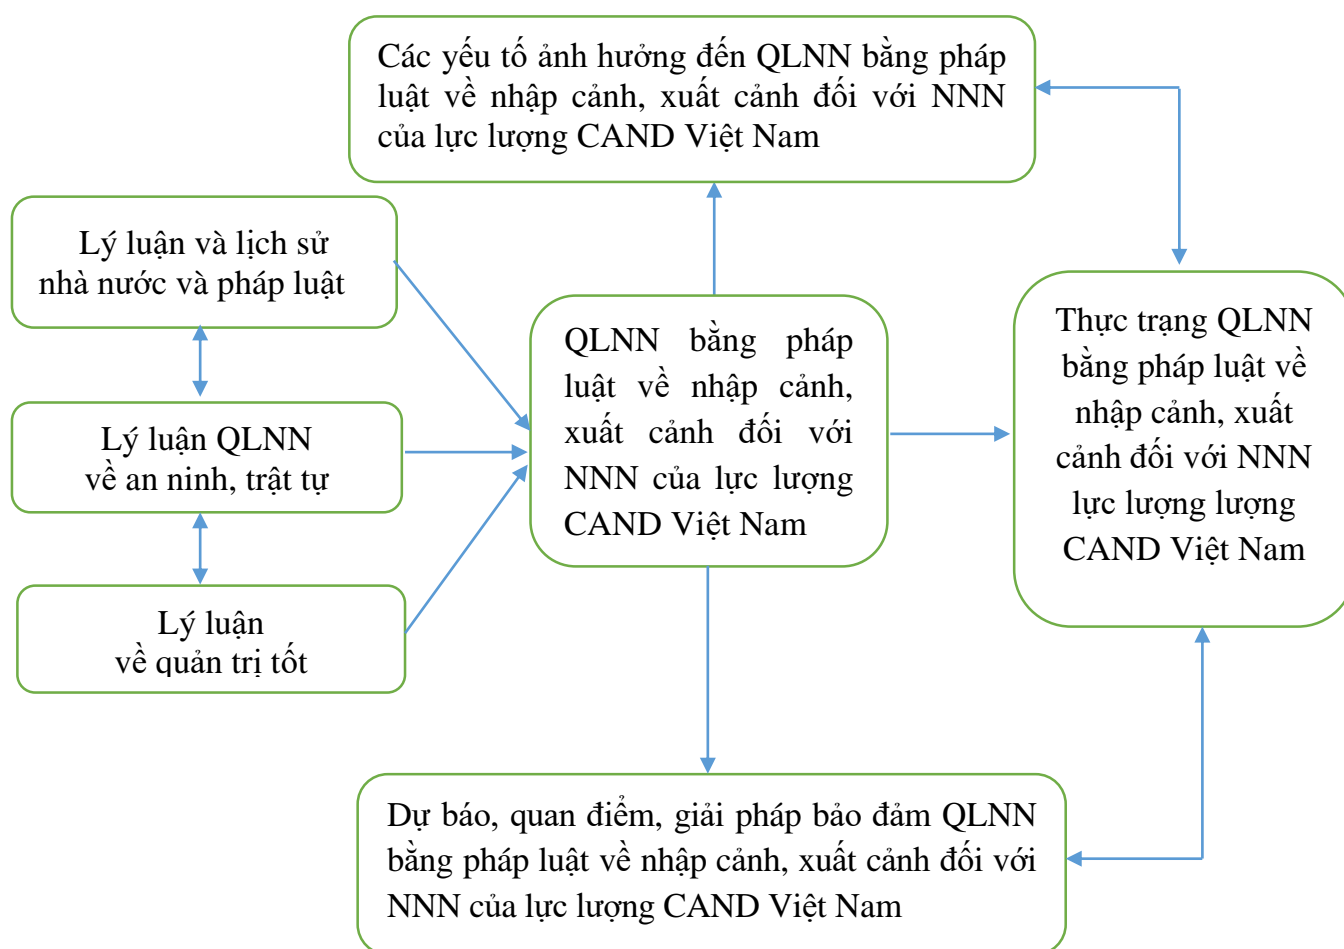 Các yếu tố ảnh hưởng đến QLNN bằng pháp
luật về nhập cảnh, xuất cảnh đối với NNN
của lực lượng CAND Việt Nam
Lý luận và lịch sử
nhà nước và pháp luật
Lý luận QLNN
về an ninh, trật tự
Lý luận
về quản trị tốt
QLNN bằng pháp
luật về nhập cảnh,
xuất cảnh đối với
NNN của lực lượng
CAND Việt Nam
Thực trạng QLNN
bằng pháp luật về
nhập cảnh, xuất
cảnh đối với NNN
lực lượng lượng
CAND Việt Nam
Dự báo, quan điểm, giải pháp bảo đảm QLNN
bằng pháp luật về nhập cảnh, xuất cảnh đối với
NNN của lực lượng CAND Việt Nam